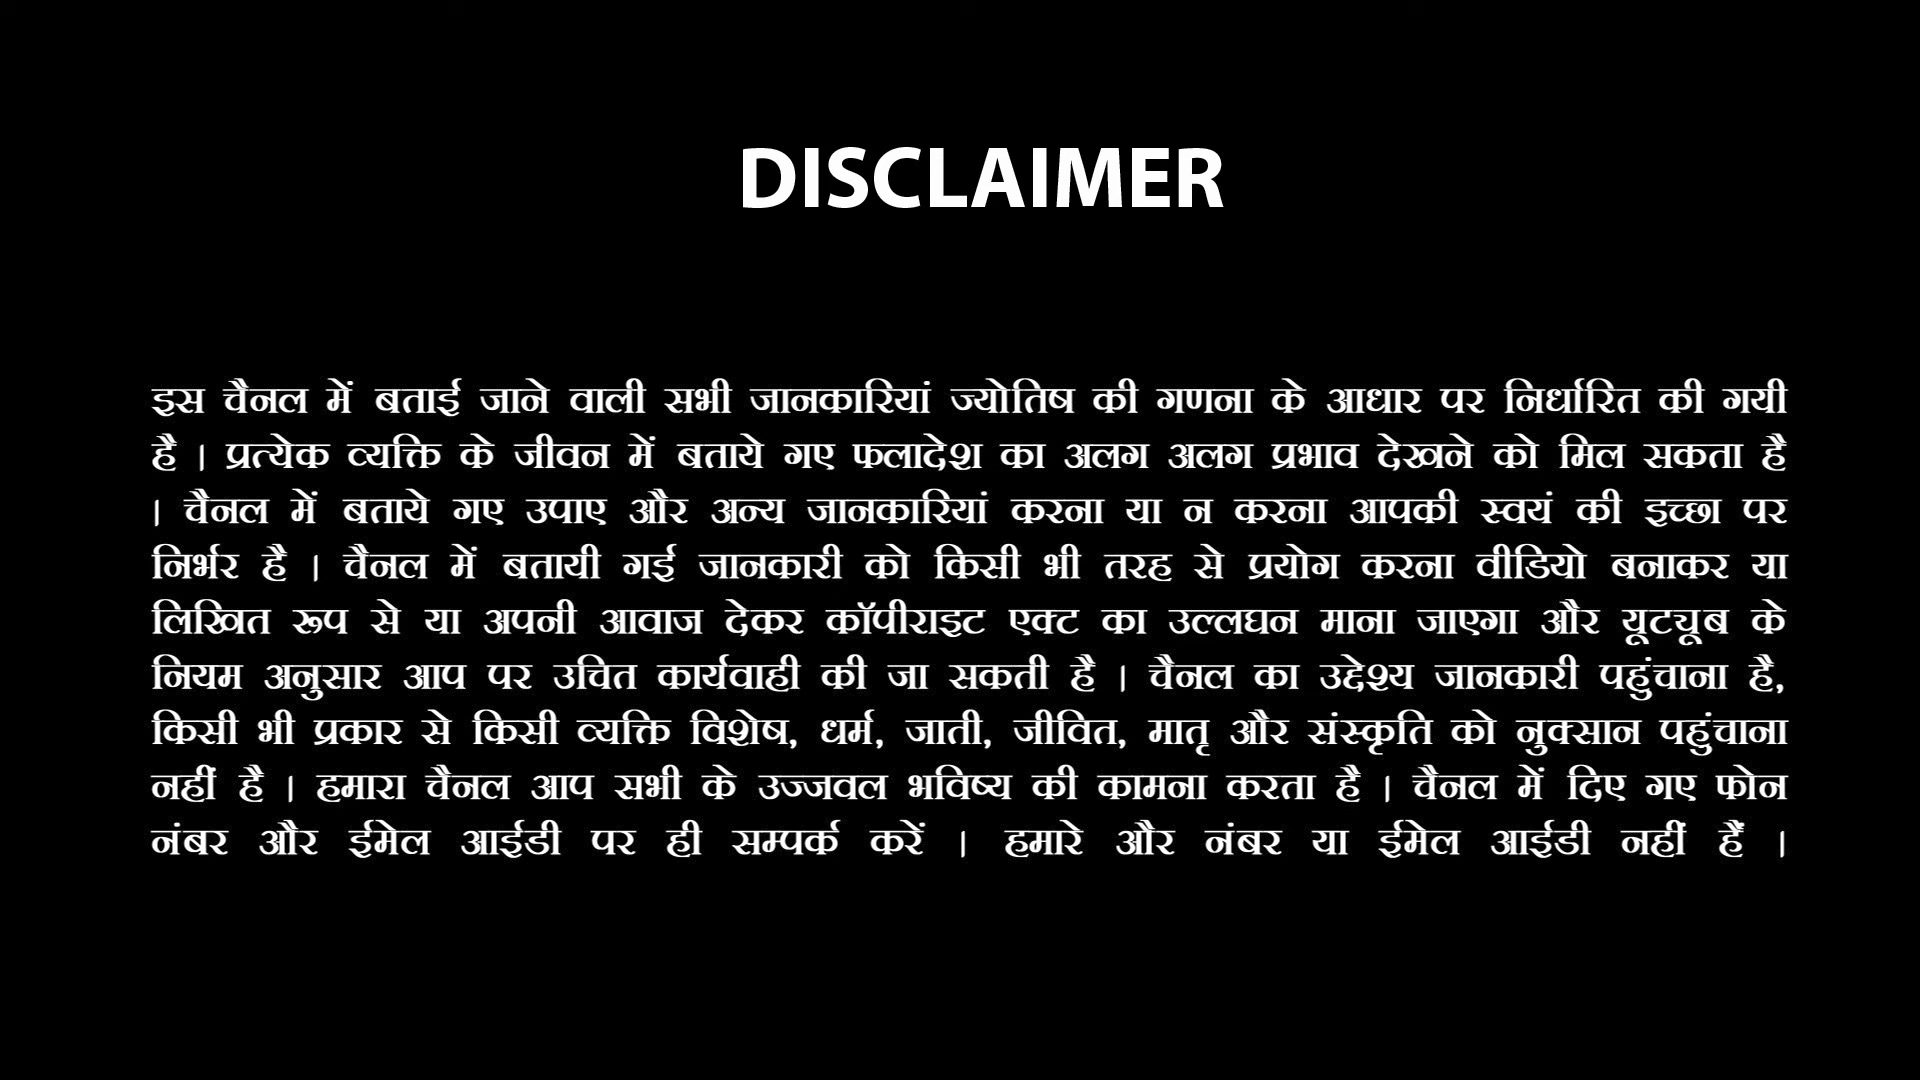 DISCLAIMER
इस चैनल में बताई जाने वाली सभी जानकारियां ज्योतिष की गणना के आधार पर निर्धारित की गयी
है । प्रत्येक व्यक्ति के जीवन में बताये गए फलादेश का अलग अलग प्रभाव देखने को मिल सकता है
। चैनल में बताये गए उपाए और अन्य जानकारियां करना या न करना आपकी स्वयं की इच्छा पर
निर्भर है । चैनल में बतायी गई जानकारी को किसी भी तरह से प्रयोग करना वीडियो बनाकर या
लिखित रूप से या अपनी आवाज देकर कॉपीराइट एक्ट का उल्लघन माना जाएगा और यूट्यूब के
नियम अनुसार आप पर उचित कार्यवाही की जा सकती है । चैनल का उद्देश्य जानकारी पहुंचाना है,
किसी भी प्रकार से किसी व्यक्ति विशेष, धर्म, जाती, जीवित, मातृ और संस्कृति को नुक्सान पहुंचाना
नहीं है । हमारा चैनल आप सभी के उज्जवल भविष्य की कामना करता है । चैनल में दिए गए फोन
नंबर और ईमेल आईडी पर ही सम्पर्क करें । हमारे और नंबर या ईमेल आईडी नहीं हैं ।